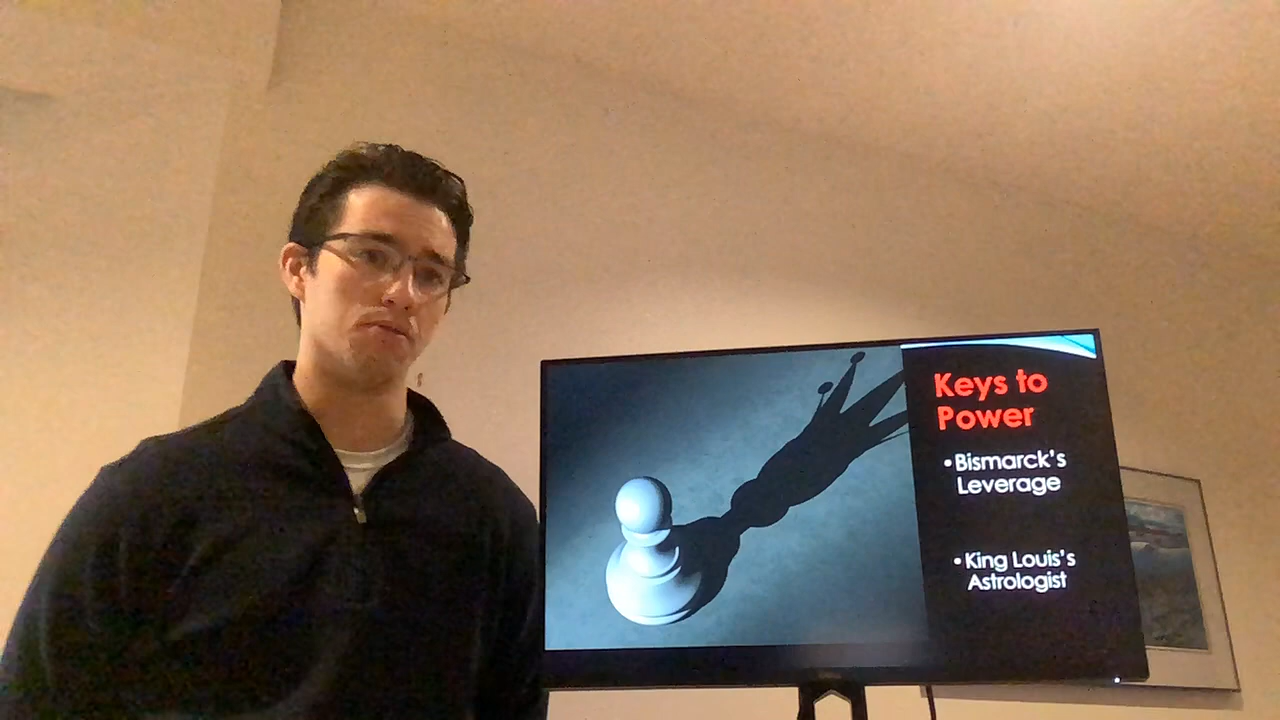 Keys to
Power
• Bismarck's
Leverage
• King Louis's
Astrologist